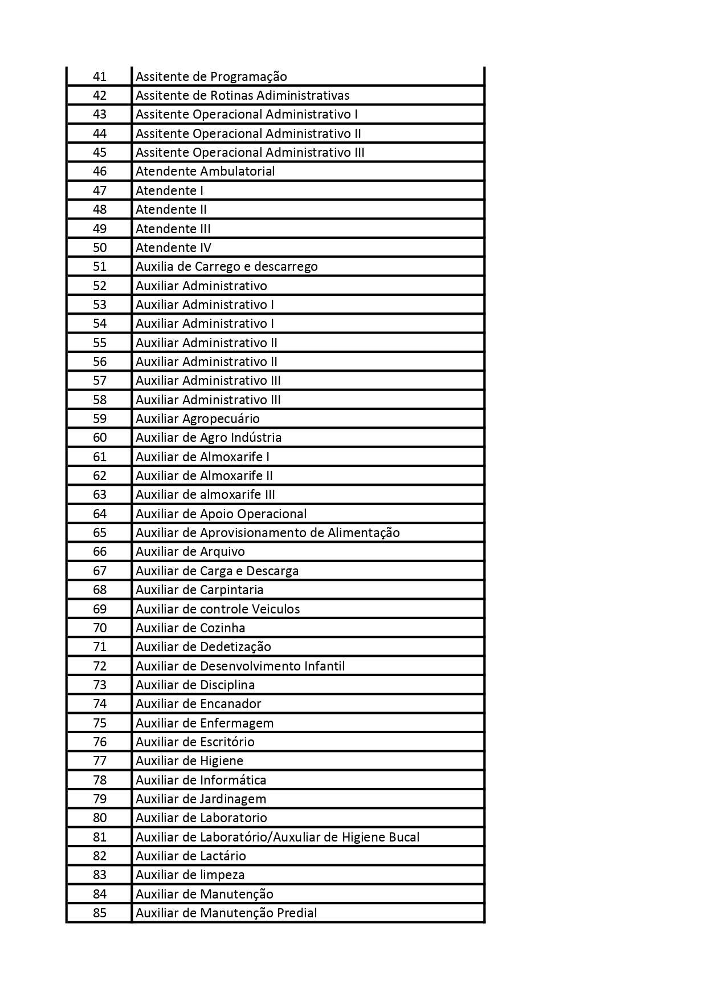 41 Assitente de Programação
42 Assitente de Rotinas Adiministrativas
43 Assitente Operacional Administrativo I
44 Assitente Operacional Administrativo II
45 Assitente Operacional Administrativo III
46 Atendente Ambulatorial
47 Atendente I
48 Atendente II
49 Atendente III
50 Atendente IV
51 Auxilia de Carrego e descarrego
52 Auxiliar Administrativo
53 Auxiliar Administrativo I
54 Auxiliar Administrativo I
55 Auxiliar Administrativo II
56 Auxiliar Administrativo II
57 Auxiliar Administrativo III
58 Auxiliar Administrativo III
59 Auxiliar Agropecuário
60 Auxiliar de Agro Indústria
61 Auxiliar de Almoxarife I
62 Auxiliar de Almoxarife II
63 Auxiliar de almoxarife III
64 Auxiliar de Apoio Operacional
65 Auxiliar de Aprovisionamento de Alimentação
66 Auxiliar de Arquivo
67 Auxiliar de Carga e Descarga
68 Auxiliar de Carpintaria
69 Auxiliar de controle Veiculos
70 Auxiliar de Cozinha
71 Auxiliar de Dedetização
72 Auxiliar de Desenvolvimento Infantil
73 Auxiliar de Disciplina
74 Auxiliar de Encanador
75 Auxiliar de Enfermagem
76 Auxiliar de Escritório
77 Auxiliar de Higiene
78 Auxiliar de Informática
79 Auxiliar de Jardinagem
80 Auxiliar de Laboratorio
81 Auxiliar de Laboratório/Auxuliar de Higiene Bucal
82 Auxiliar de Lactário
83 Auxiliar de limpeza
84 Auxiliar de Manutenção
85 Auxiliar de Manutenção Predial